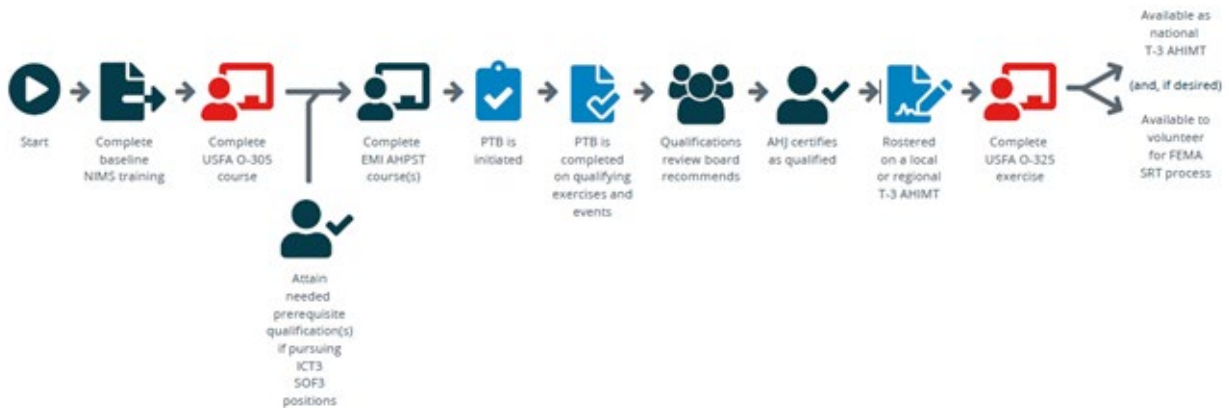 Start
Complete
baseline
NIMS training
Complete
USFA O-305
course
Attain
needed
prerequisite
qualification(s)
if pursuing
ICT3
SOF3
positions
Complete
EMI AHPST
course(s)
PTB is
initiated
PTB is
completed
on qualifying
exercises and
events
Qualifications
review board
recommends
AHJ certifies
as qualified
Rostered
on a local
or regional
T-3 AHIMT
Complete
USFA O-325
exercise
Available as
national
T-3 AHIMT
(and, if desired)
Available to
volunteer
for FEMA
SRT process